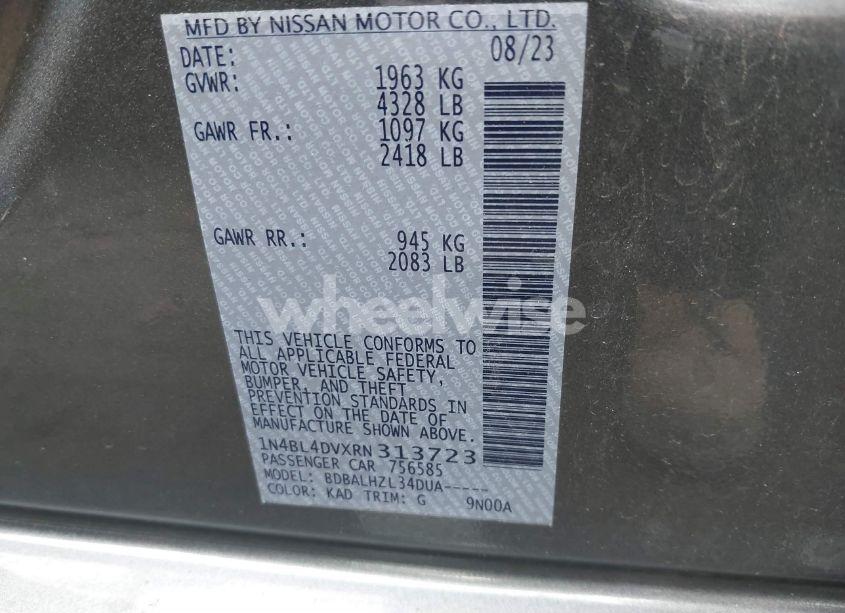 MFD BY NISSAN MOTOR CO., LTD.
DATE: 08/23
GVWR: 1963 KG
4328 LB
GAWR FR.: 1097 KG
2418 LB
GAWR RR.: 945 KG
2083 LB
wheelwise
THIS VEHICLE CONFORMS TO
ALL APPLICABLE FEDERAL
MOTOR VEHICLE SAFETY,
BUMPER, AND THEFT
PREVENTION STANDARDS IN
EFFECT ON THE DATE OF
MANUFACTURE SHOWN ABOVE.
1N4BL4DVXRN313723
PASSENGER CAR 756585
MODEL: BDBALHZL34DUA-----
COLOR: KAD TRIM: G 9N00A